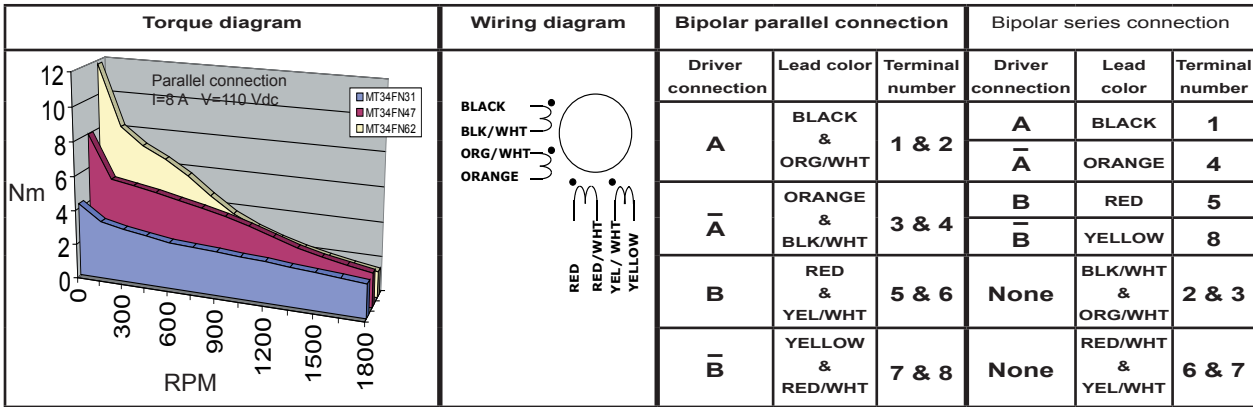 Torque diagram
Wiring diagram
Bipolar parallel connection
Bipolar series connection
Parallel connection
I=8 A V=110 Vdc
MT34FN31
MT34FN47
MT34FN62
12
10
8
6
4
2
0
Nm
0
300
600
900
1200
1500
1800
RPM
BLACK
BLK/WHT
ORG/WHT
ORANGE
RED
RED/WHT
YEL/ WHT
YELLOW
Driver connection
Lead color
Terminal number
A
BLACK & ORG/WHT
1 & 2
A̅
ORANGE & BLK/WHT
3 & 4
B
RED & YEL/WHT
5 & 6
B̅
YELLOW & RED/WHT
7 & 8
Driver connection
Lead color
Terminal number
A
BLACK
1
A̅
ORANGE
4
B
RED
5
B̅
YELLOW
8
None
BLK/WHT & ORG/WHT
2 & 3
None
RED/WHT & YEL/WHT
6 & 7